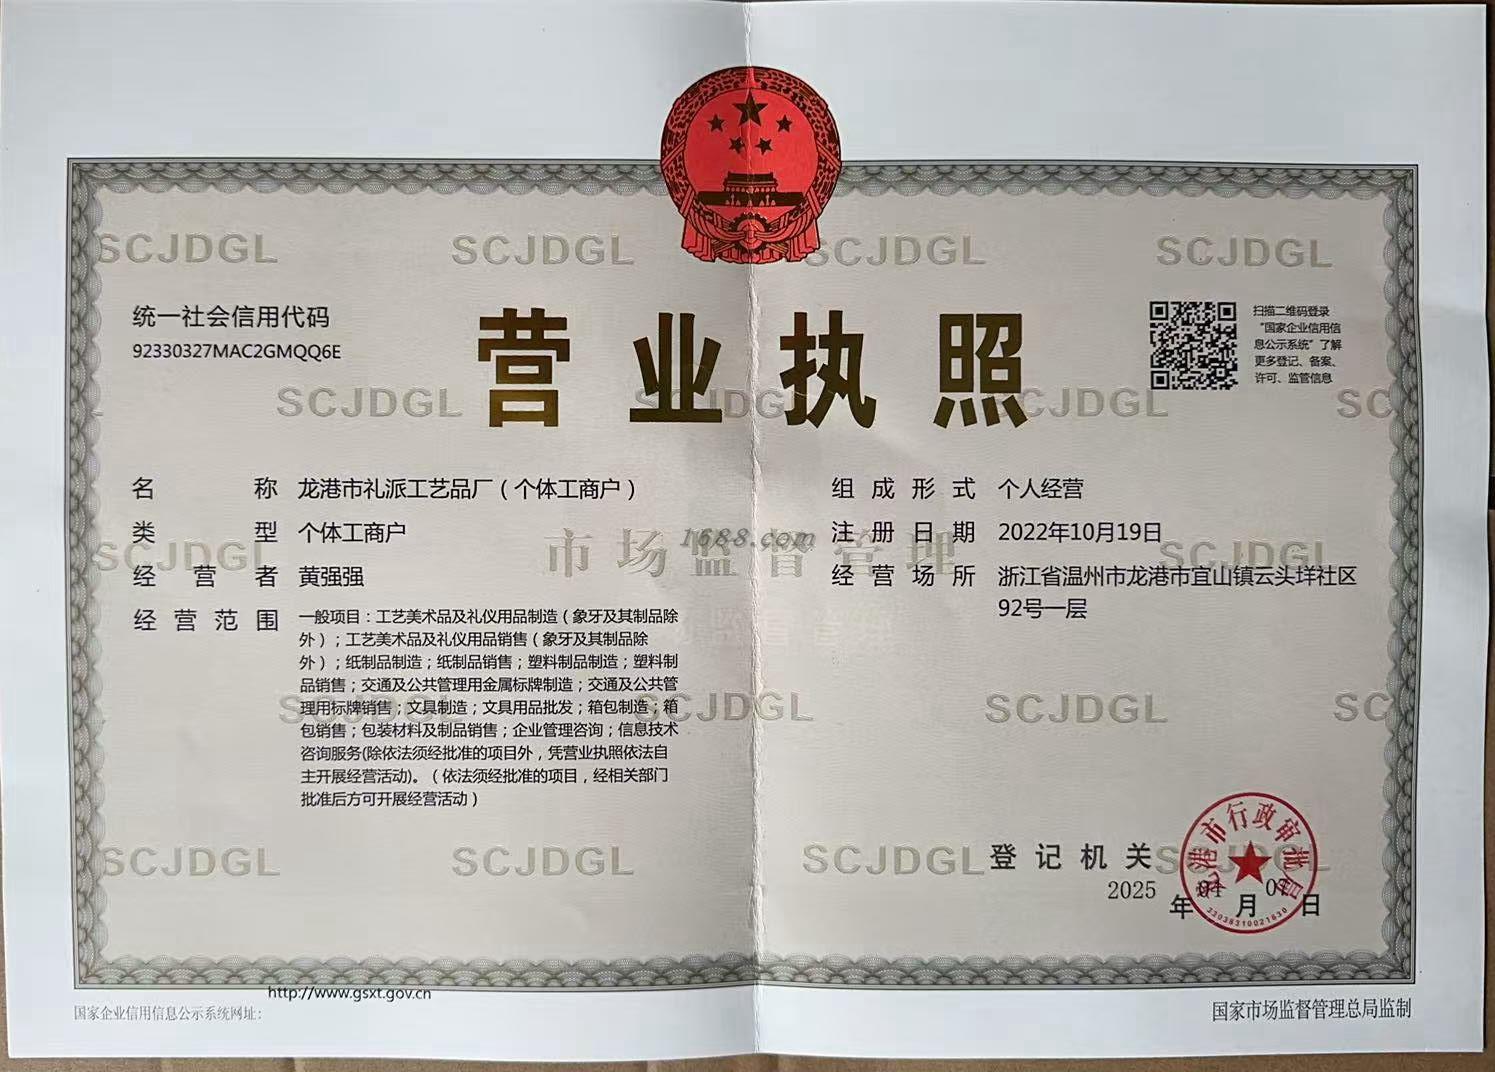 统一社会信用代码
92330327MAC2GMQQ6E
营业执照
扫描二维码登录
“国家企业信用信
息公示系统”了解
更多登记、备案、
许可、监管信息
名称 龙港市礼派工艺品厂（个体工商户）
类型 个体工商户
经营者 黄强强
经营范围 一般项目：工艺美术品及礼仪用品制造（象牙及其制品除
外）；工艺美术品及礼仪用品销售（象牙及其制品除
外）；纸制品制造；纸制品销售；塑料制品制造；塑料制
品销售；交通及公共管理用金属标牌制造；交通及公共管
理用标牌销售；文具制造；文具用品批发；箱包制造；箱
包销售；包装材料及制品销售；企业管理咨询；信息技术
咨询服务(除依法须经批准的项目外，凭营业执照依法自
主开展经营活动)。（依法须经批准的项目，经相关部门
批准后方可开展经营活动）
组成形式 个人经营
注册日期 2022年10月19日
经营场所 浙江省温州市龙港市宜山镇云头垟社区
92号一层
SCJDGL
市场监督管理
1688.com
登记机关
2025年01月07日
龙港市行政审批局
33038310021830
http://www.gsxt.gov.cn
国家企业信用信息公示系统网址：
国家市场监督管理总局监制